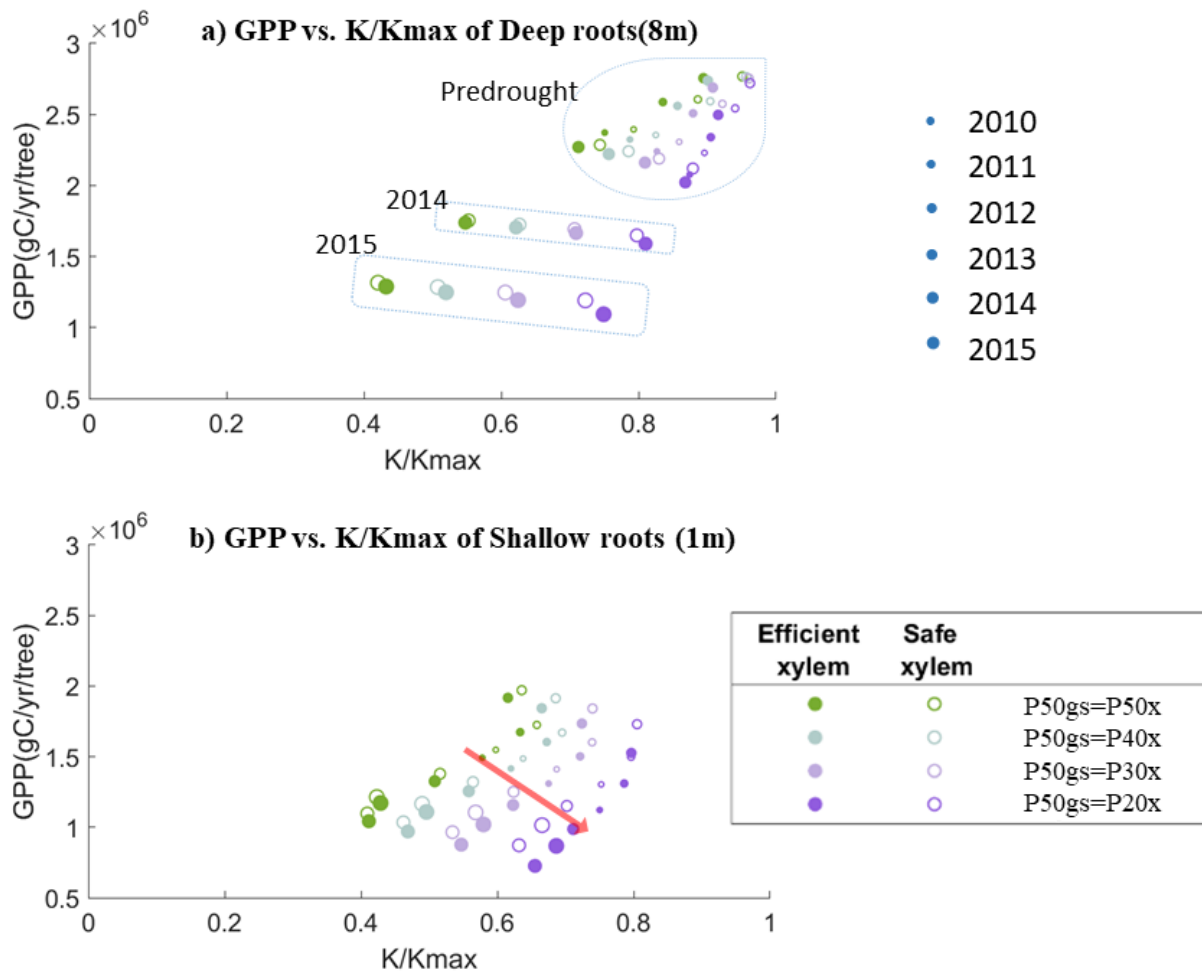 a) GPP vs. K/Kmax of Deep roots(8m)
×10⁶
3
2.5
2
1.5
1
0.5
GPP(gC/yr/tree)
Predrought
2014
2015
0
0.2
0.4
0.6
0.8
1
K/Kmax
2010
2011
2012
2013
2014
2015
b) GPP vs. K/Kmax of Shallow roots (1m)
×10⁶
3
2.5
2
1.5
1
0.5
GPP(gC/yr/tree)
0
0.2
0.4
0.6
0.8
1
K/Kmax
Efficient Safe
xylem xylem
P50gs=P50x
P50gs=P40x
P50gs=P30x
P50gs=P20x